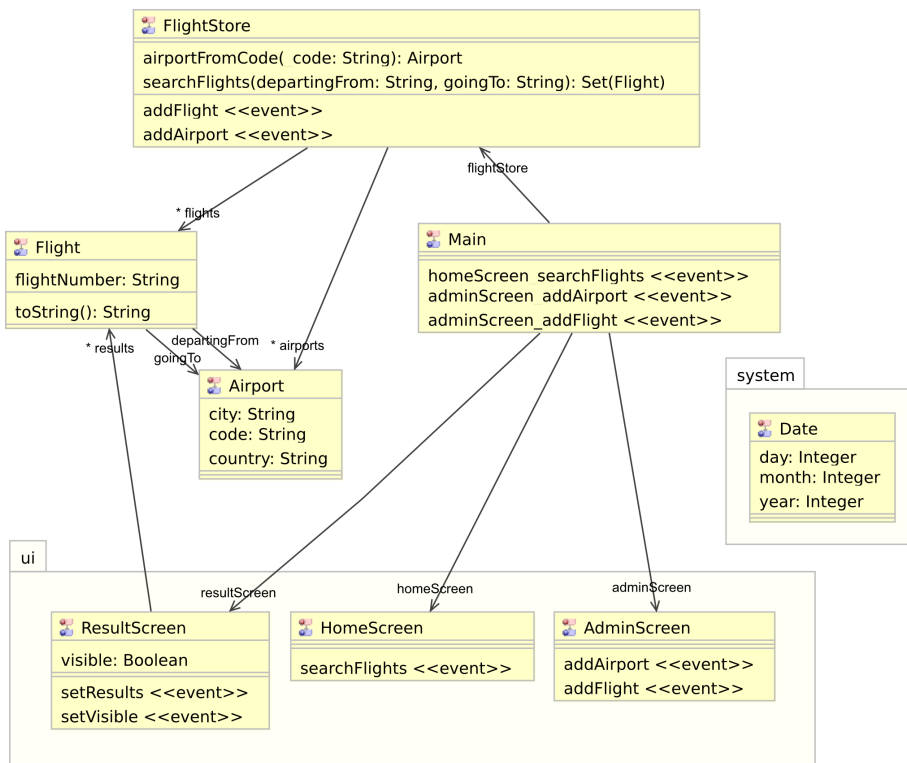 FlightStore
airportFromCode(_code: String): Airport
searchFlights(departingFrom: String, goingTo: String): Set(Flight)
addFlight <<event>>
addAirport <<event>>
flightStore
* flights
Flight
flightNumber: String
toString(): String
Main
homeScreen_searchFlights <<event>>
adminScreen_addAirport <<event>>
adminScreen_addFlight <<event>>
* results
departingFrom
goingTo
* airports
Airport
city: String
code: String
country: String
system
Date
day: Integer
month: Integer
year: Integer
ui
resultScreen
homeScreen
adminScreen
ResultScreen
visible: Boolean
setResults <<event>>
setVisible <<event>>
HomeScreen
searchFlights <<event>>
AdminScreen
addAirport <<event>>
addFlight <<event>>